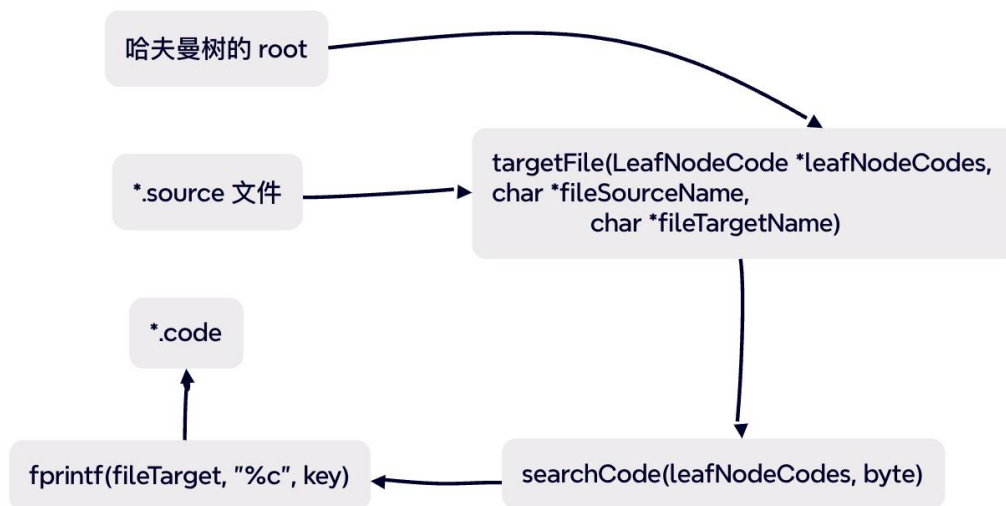 哈夫曼树的 root
*.source 文件
targetFile(LeafNodeCode *leafNodeCodes,
char *fileSourceName,
char *fileTargetName)
*.code
fprintf(fileTarget, "%c", key)
searchCode(leafNodeCodes, byte)